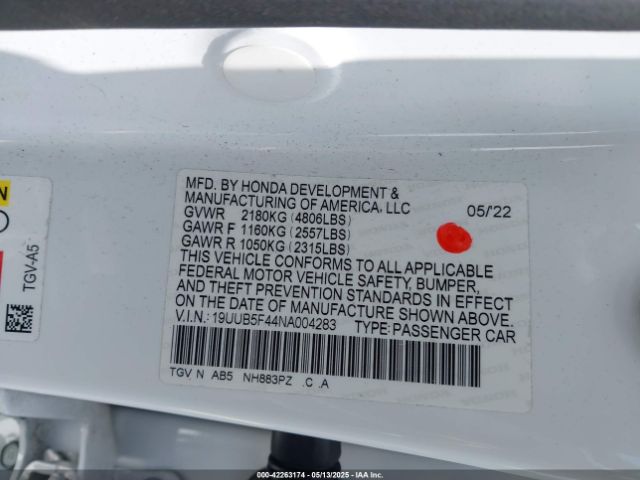 MFD. BY HONDA DEVELOPMENT &
MANUFACTURING OF AMERICA, LLC
05/'22
GVWR 2180KG (4806LBS)
GAWR F 1160KG (2557LBS)
GAWR R 1050KG (2315LBS)
THIS VEHICLE CONFORMS TO ALL APPLICABLE
FEDERAL MOTOR VEHICLE SAFETY, BUMPER,
AND THEFT PREVENTION STANDARDS IN EFFECT
ON THE DATE OF MANUFACTURE SHOWN ABOVE.
V.I.N.: 19UUB5F44NA004283 TYPE: PASSENGER CAR
TGV N AB5 NH883PZ .C .A
TGV-A5
000-42263174 - 05/13/2025 - IAAI, Inc.